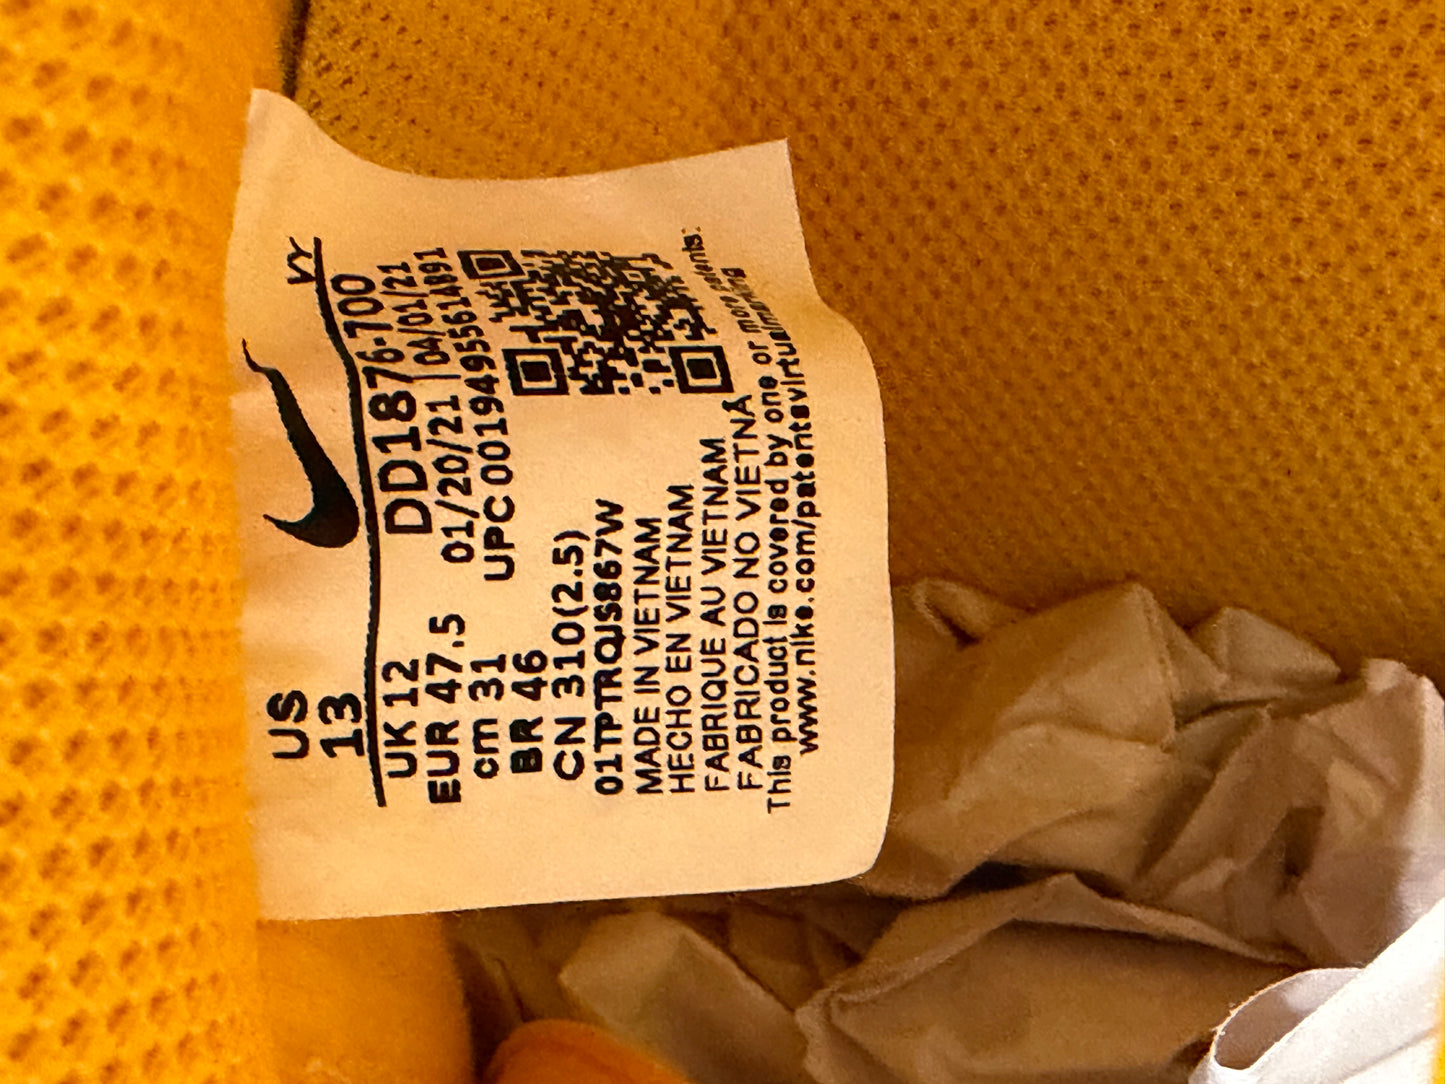 US
13
VY
UK 12
DD1876-700
EUR 47.5
01/20/21 | 04/01/21
cm 31
UPC 00194955614891
BR 46
CN 310(2.5)
01TPTRQJS867W
MADE IN VIETNAM
HECHO EN VIETNAM
FABRIQUE AU VIETNAM
FABRICADO NO VIETNÃ
This product is covered by one or more patents:
www.nike.com/patentsvirtualmarking